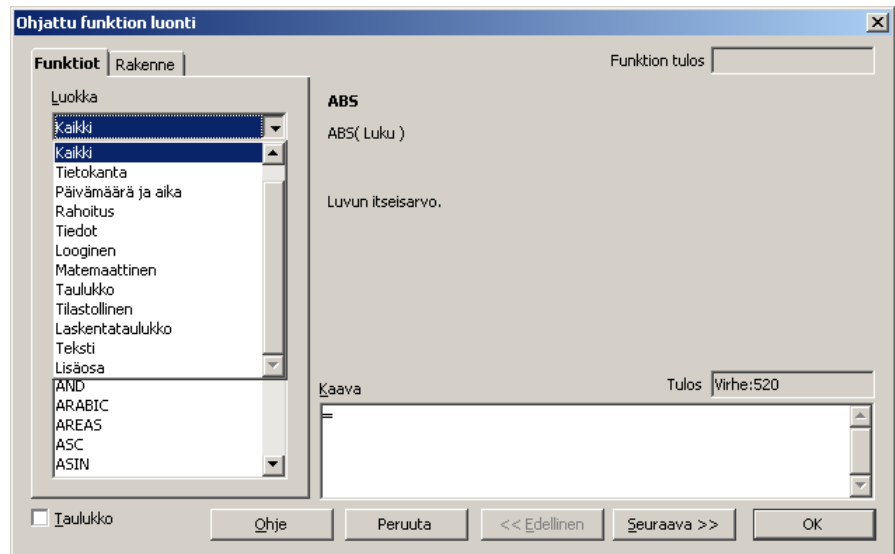 Ohjattu funktion luonti
Funktiot
Rakenne
Funktion tulos
Luokka
Kaikki
Kaikki
Tietokanta
Päivämäärä ja aika
Rahoitus
Tiedot
Looginen
Matemaattinen
Taulukko
Tilastollinen
Laskentataulukko
Teksti
Lisäosa
AND
ARABIC
AREAS
ASC
ASIN
ABS
ABS( Luku )
Luvun itseisarvo.
Kaava
Tulos
Virhe:520
=
Taulukko
Ohje
Peruuta
<< Edellinen
Seuraava >>
OK